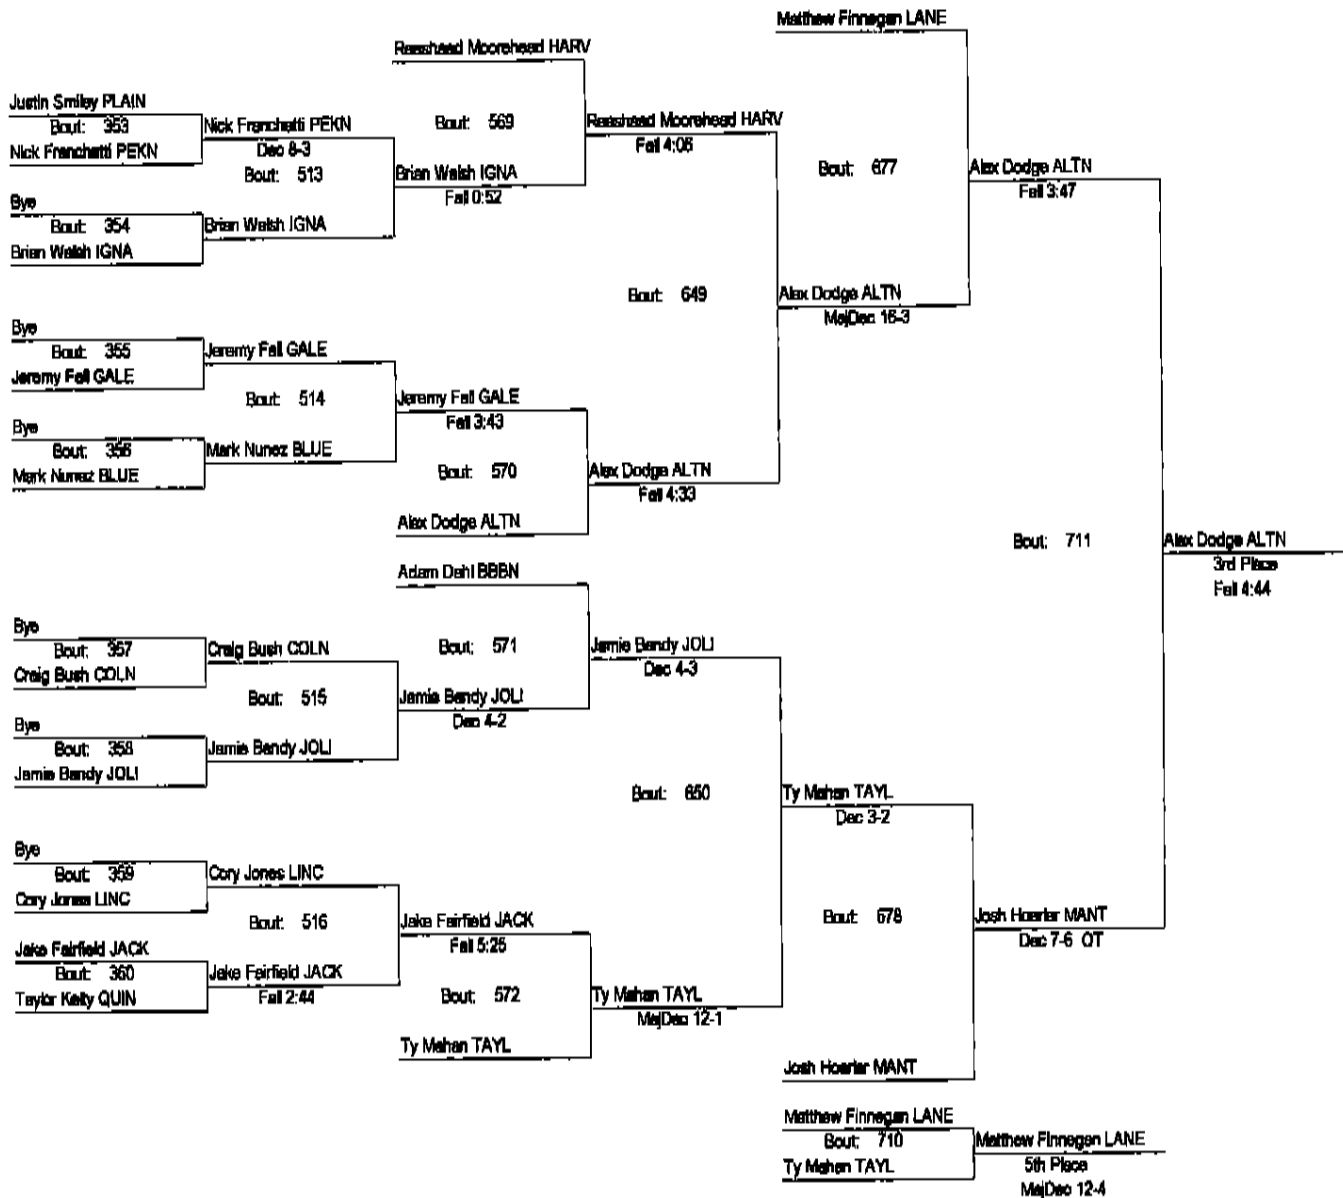 Matthew Finnegan LANE
Reashead Moorehead HARV
Justin Smiley PLAIN
Bout: 353
Nick Franchetti PEKN
Nick Franchetti PEKN
Dec 8-3
Bout: 513
Bout: 569
Reashead Moorehead HARV
Fall 4:06
Brian Walsh IGNA
Fall 0:52
Bye
Bout: 354
Brian Walsh IGNA
Brian Walsh IGNA
Bout: 677
Alex Dodge ALTN
Fall 3:47
Bout: 649
Alex Dodge ALTN
MajDec 16-3
Bye
Bout: 355
Jeremy Fall GALE
Jeremy Fall GALE
Bout: 514
Jeremy Fall GALE
Fall 3:43
Bye
Bout: 356
Mark Nunez BLUE
Mark Nunez BLUE
Bout: 570
Alex Dodge ALTN
Fall 4:33
Alex Dodge ALTN
Bout: 711
Alex Dodge ALTN
3rd Place
Fall 4:44
Adam Dahl BBBN
Bye
Bout: 357
Craig Bush COLN
Craig Bush COLN
Bout: 571
Jamie Bandy JOLI
Dec 4-3
Bout: 515
Jamie Bandy JOLI
Dec 4-2
Bye
Bout: 358
Jamie Bandy JOLI
Jamie Bandy JOLI
Bout: 650
Ty Mahan TAYL
Dec 3-2
Bye
Bout: 359
Cory Jones LINC
Cory Jones LINC
Bout: 516
Jake Fairfield JACK
Fall 5:25
Jake Fairfield JACK
Bout: 360
Taylor Kelly QUIN
Jake Fairfield JACK
Fall 2:44
Bout: 572
Ty Mahan TAYL
MajDec 12-1
Ty Mahan TAYL
Bout: 678
Josh Hoerler MANT
Dec 7-6 OT
Josh Hoerler MANT
Matthew Finnegan LANE
Bout: 710
Ty Mahan TAYL
Matthew Finnegan LANE
5th Place
MajDec 12-4